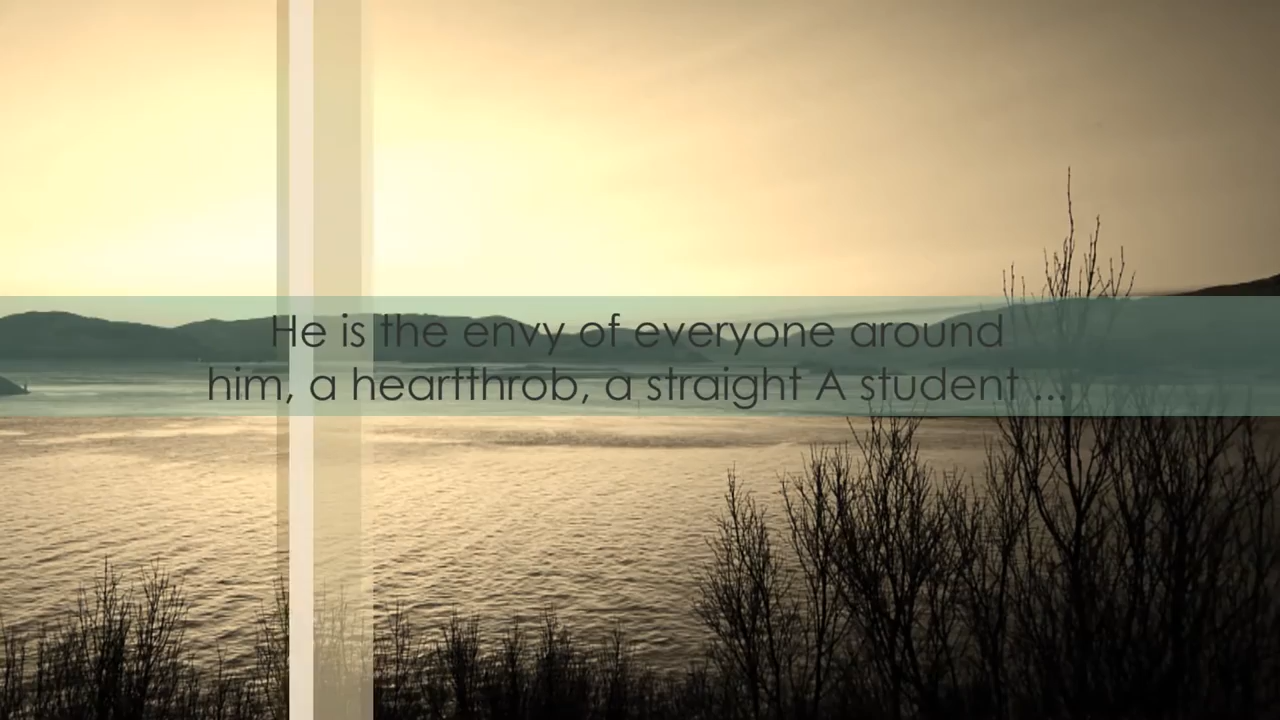 He is the envy of everyone around
him, a heartthrob, a straight A student ...